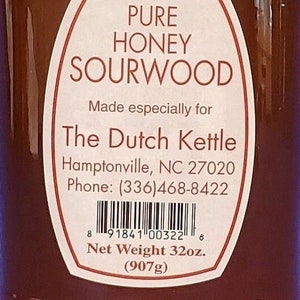 PURE
HONEY
SOURWOOD
Made especially for
The Dutch Kettle
Hamptonville, NC 27020
Phone: (336)468-8422
8 91841 00322 6
Net Weight 32oz.
(907g)